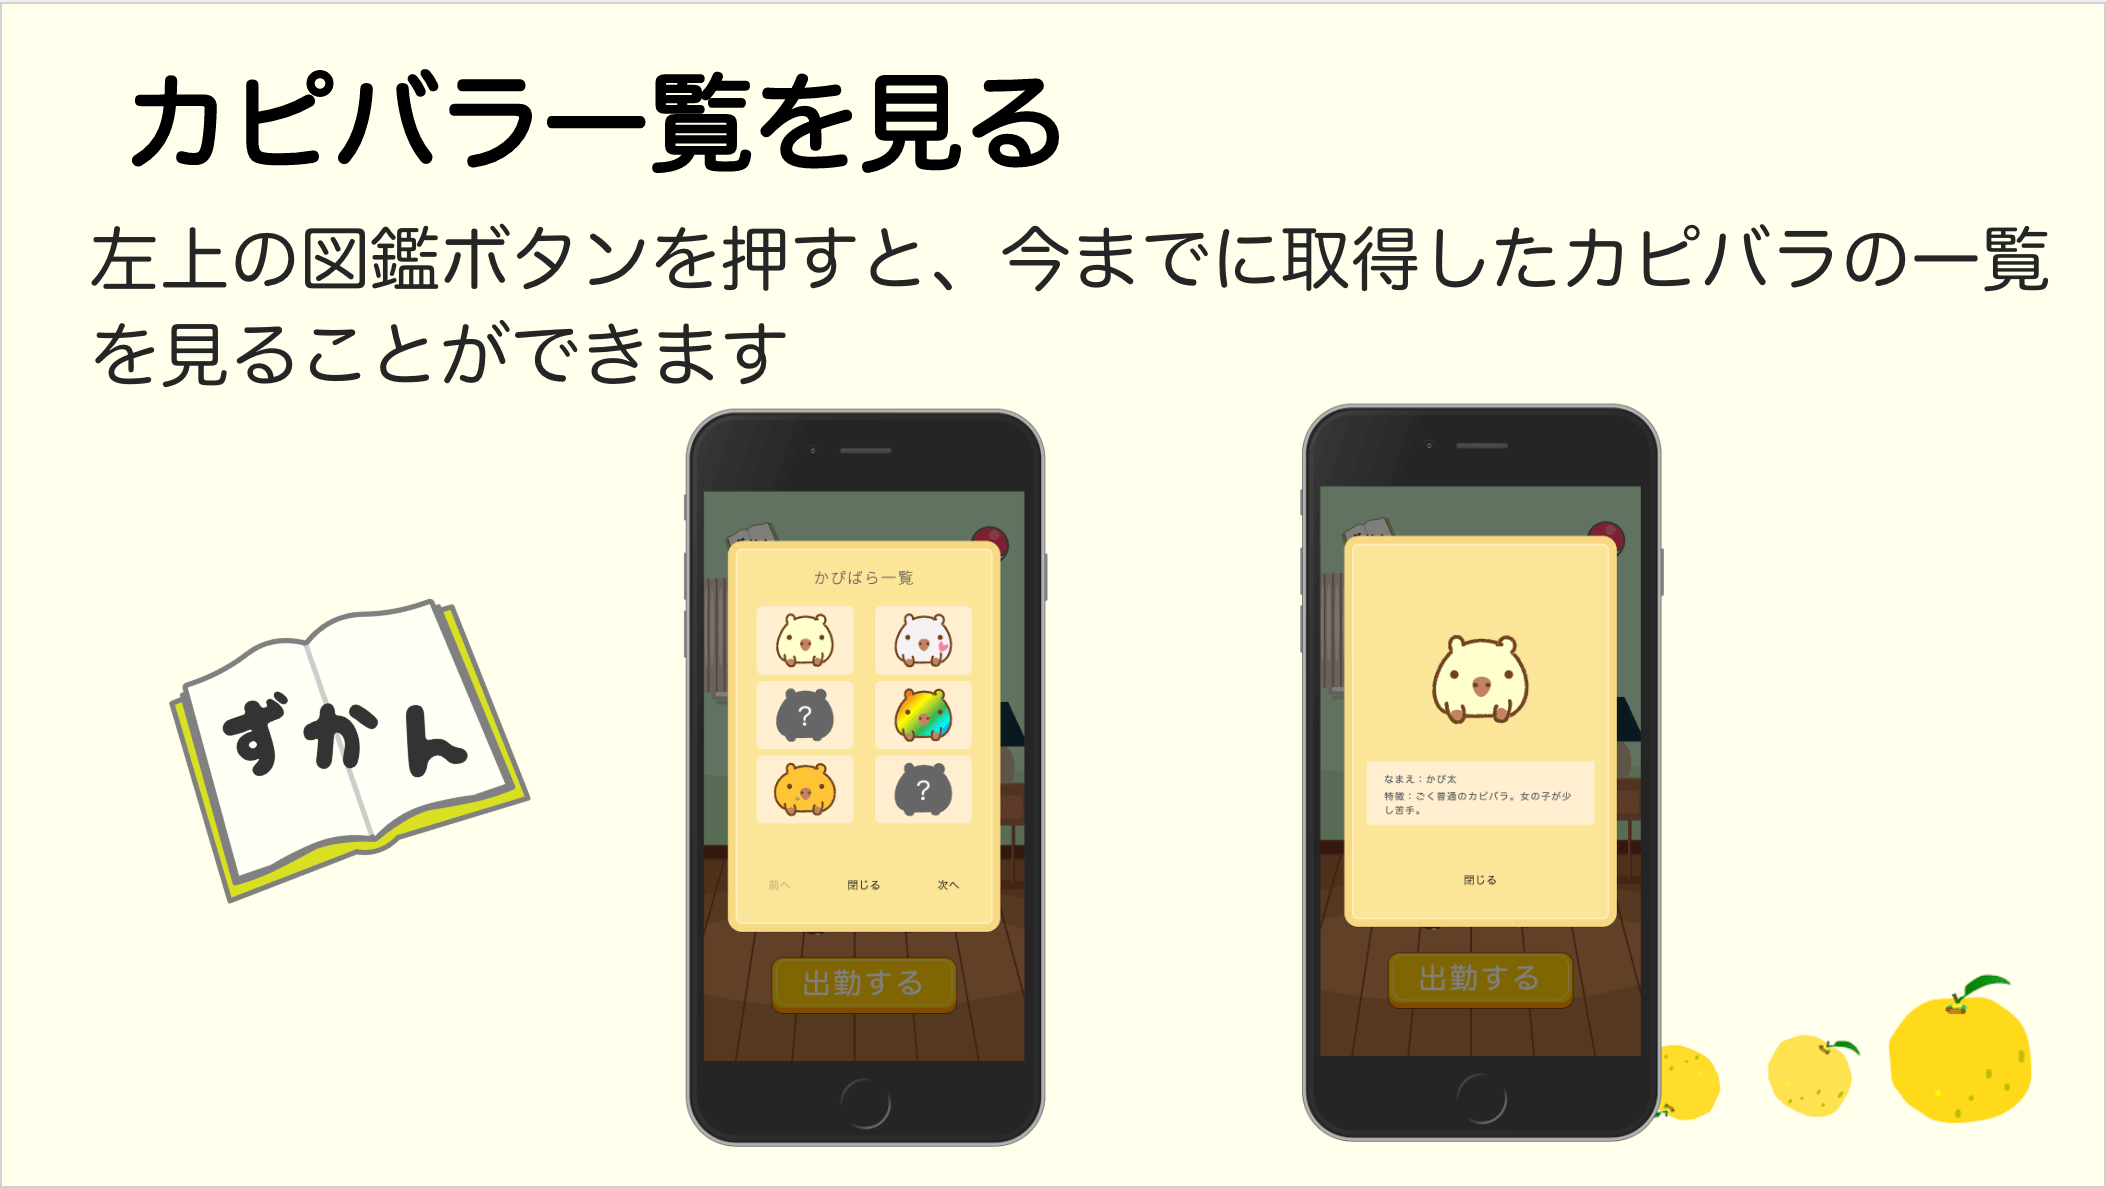 カピバラ一覧を見る
左上の図鑑ボタンを押すと、今までに取得したカピバラの一覧
を見ることができます
ずかん
かぴばら一覧
?
?
前へ
閉じる
次へ
出勤する
なまえ：かぴ太
特徴：ごく普通のカピバラ。女の子が少
し苦手。
閉じる
出勤する